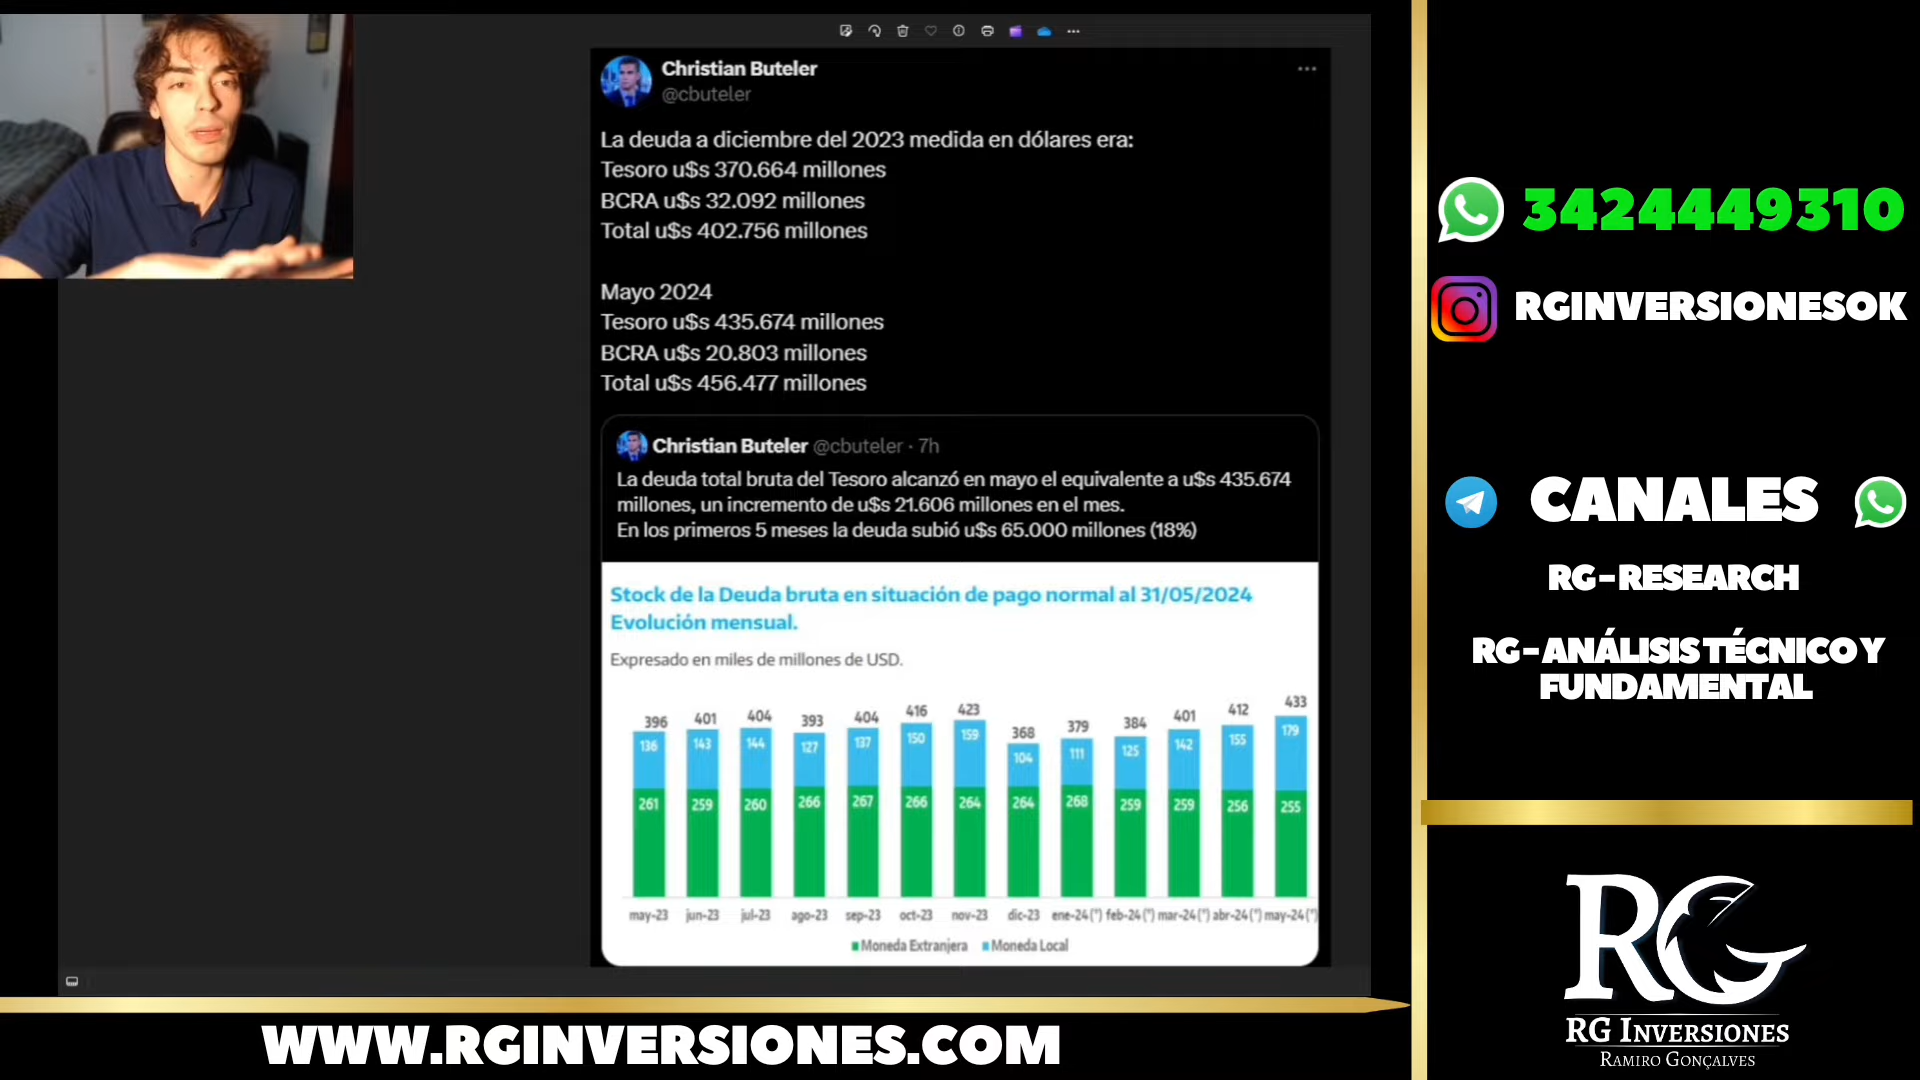 Christian Buteler
@cbuteler
La deuda a diciembre del 2023 medida en dólares era:
Tesoro u$s 370.664 millones
BCRA u$s 32.092 millones
Total u$s 402.756 millones
Mayo 2024
Tesoro u$s 435.674 millones
BCRA u$s 20.803 millones
Total u$s 456.477 millones
Christian Buteler @cbuteler · 7h
La deuda total bruta del Tesoro alcanzó en mayo el equivalente a u$s 435.674
millones, un incremento de u$s 21.606 millones en el mes.
En los primeros 5 meses la deuda subió u$s 65.000 millones (18%)
Stock de la Deuda bruta en situación de pago normal al 31/05/2024
Evolución mensual.
Expresado en miles de millones de USD.
396 401 404 393 404 416 423 368 379 384 401 412 433
136 143 144 127 137 150 159 104 111 125 142 155 179
261 259 260 266 267 266 264 264 268 259 259 256 255
may-23 jun-23 jul-23 ago-23 sep-23 oct-23 nov-23 dic-23 ene-24(*) feb-24(*) mar-24(*) abr-24(*) may-24(*)
Moneda Extranjera Moneda Local
3424449310
RGINVERSIONESOK
CANALES
RG - RESEARCH
RG - ANÁLISIS TÉCNICO Y
FUNDAMENTAL
RG
RG INVERSIONES
RAMIRO GONÇALVES
WWW.RGINVERSIONES.COM